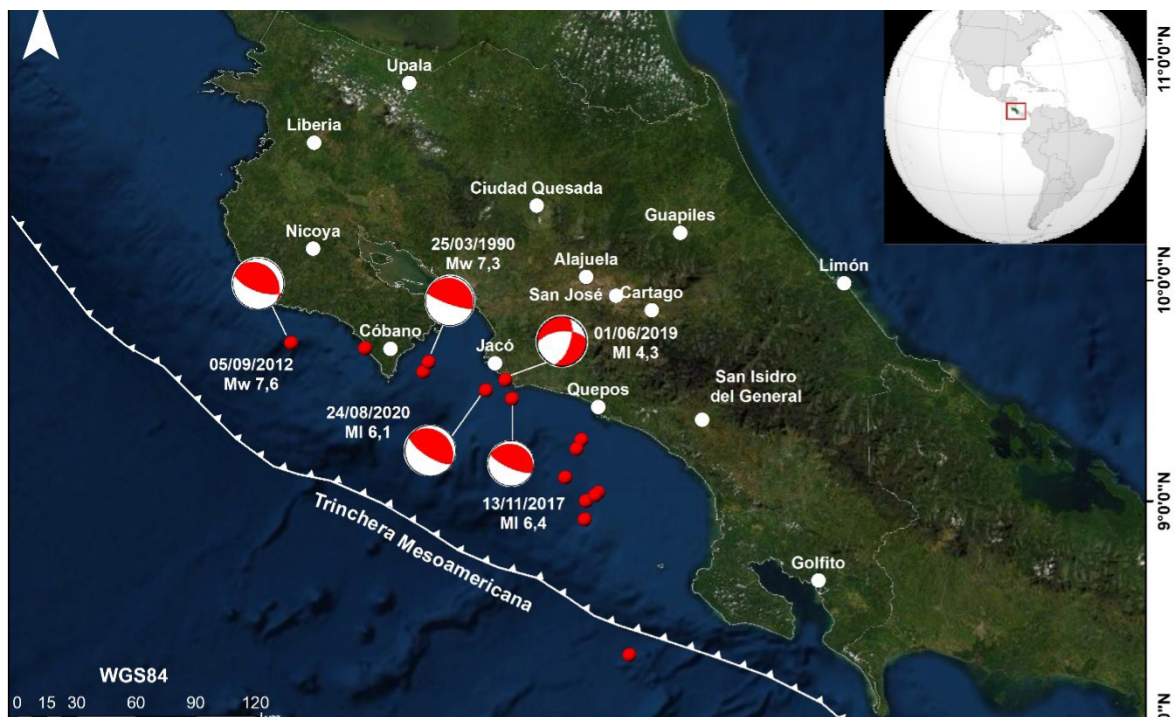 Upala
Liberia
Ciudad Quesada
Guapiles
Nicoya
25/03/1990
Mw 7,3
Alajuela
San José
Cartago
Limón
Cóbano
Jacó
01/06/2019
Ml 4,3
05/09/2012
Mw 7,6
Quepos
San Isidro
del General
24/08/2020
Ml 6,1
13/11/2017
Ml 6,4
Trinchera Mesoamericana
Golfito
WGS84
0 15 30 60 90 120
km
11°0'0"N
10°0'0"N
9°0'0"N